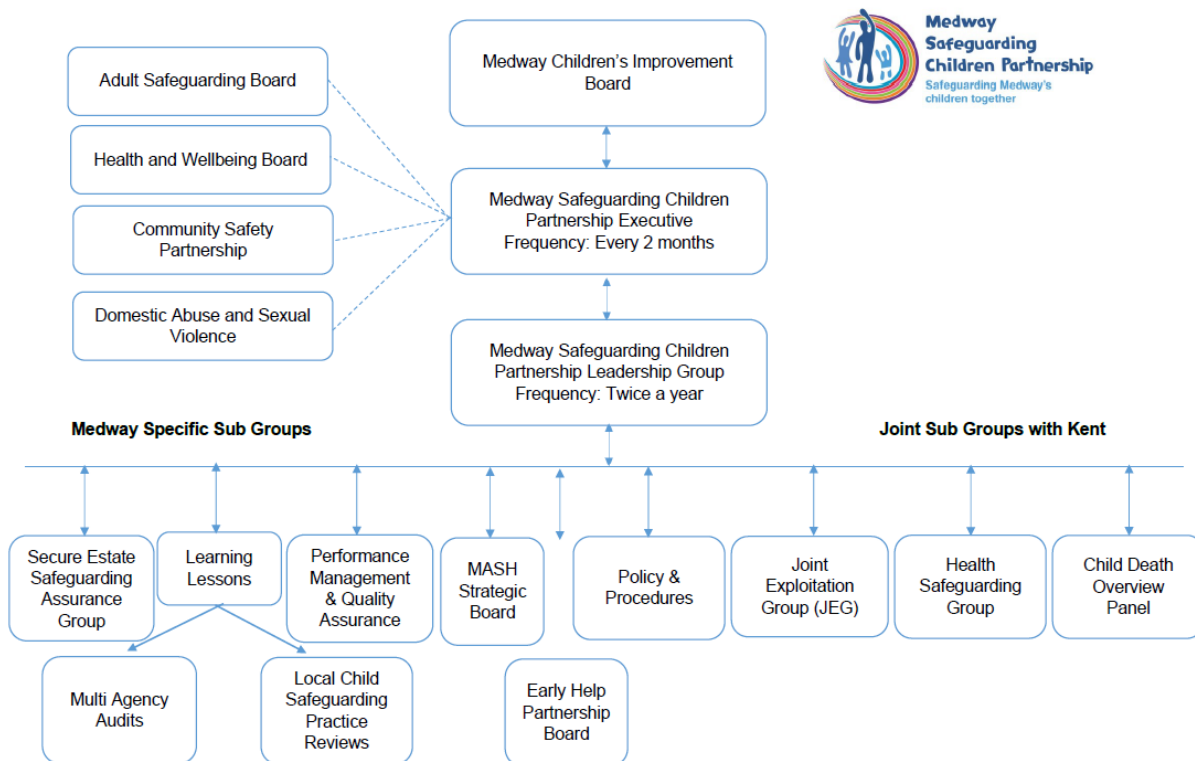 Medway
Safeguarding
Children Partnership
Safeguarding Medway's
children together
Medway Children's Improvement
Board
Adult Safeguarding Board
Health and Wellbeing Board
Community Safety
Partnership
Domestic Abuse and Sexual
Violence
Medway Safeguarding Children
Partnership Executive
Frequency: Every 2 months
Medway Safeguarding Children
Partnership Leadership Group
Frequency: Twice a year
Medway Specific Sub Groups
Joint Sub Groups with Kent
Secure Estate
Safeguarding
Assurance
Group
Learning
Lessons
Performance
Management
& Quality
Assurance
MASH
Strategic
Board
Policy &
Procedures
Joint
Exploitation
Group (JEG)
Health
Safeguarding
Group
Child Death
Overview
Panel
Multi Agency
Audits
Local Child
Safeguarding
Practice
Reviews
Early Help
Partnership
Board